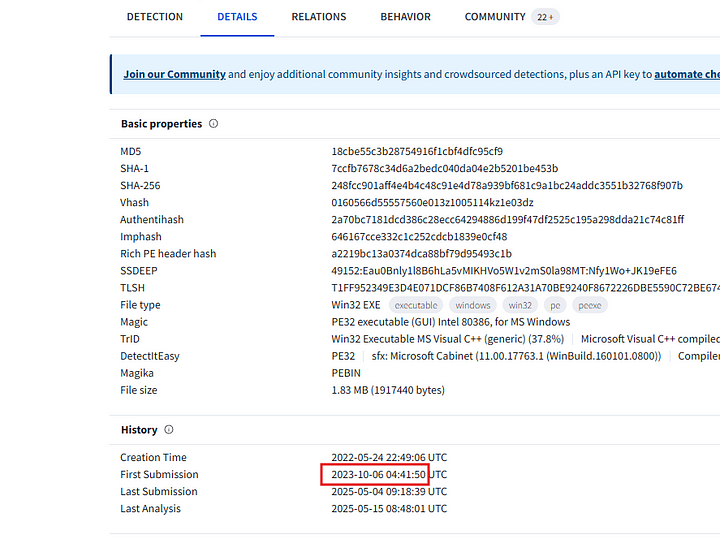 DETECTION DETAILS RELATIONS BEHAVIOR COMMUNITY 22 +
Join our Community and enjoy additional community insights and crowdsourced detections, plus an API key to automate che
Basic properties
MD5 18cbe55c3b28754916f1cbf4dfc95cf9
SHA-1 7ccfb7678c34d6a2bedc040da04e2b5201be453b
SHA-256 248fcc901aff4e4b4c48c91e4d78a939bf681c9a1bc24addc3551b32768f907b
Vhash 0160566d55557560e013z1005114kz1e03dz
Authentihash 2a70bc7181dcd386c28ecc64294886d199f47df2525c195a298dda21c74c81ff
Imphash 646167cce332c1c252cdcb1839e0cf48
Rich PE header hash a2219bc13a0374dca88bf79d95493c1b
SSDEEP 49152:Eau0Bnly1l8B6hLa5vMIKHVo5W1v2mS0la98MT:Nfy1Wo+JK19eFE6
TLSH T1FF952349E3D4E071DCF86B7408F612A31A70BE9240F8672226DBE5590C72BE674
File type Win32 EXE executable windows win32 pe peexe
Magic PE32 executable (GUI) Intel 80386, for MS Windows
TrID Win32 Executable MS Visual C++ (generic) (37.8%) Microsoft Visual C++ compiled
DetectItEasy PE32 sfx: Microsoft Cabinet (11.00.17763.1 (WinBuild.160101.0800)) Compiler
Magika PEBIN
File size 1.83 MB (1917440 bytes)
History
Creation Time 2022-05-24 22:49:06 UTC
First Submission 2023-10-06 04:41:50 UTC
Last Submission 2025-05-04 09:18:39 UTC
Last Analysis 2025-05-15 08:48:01 UTC